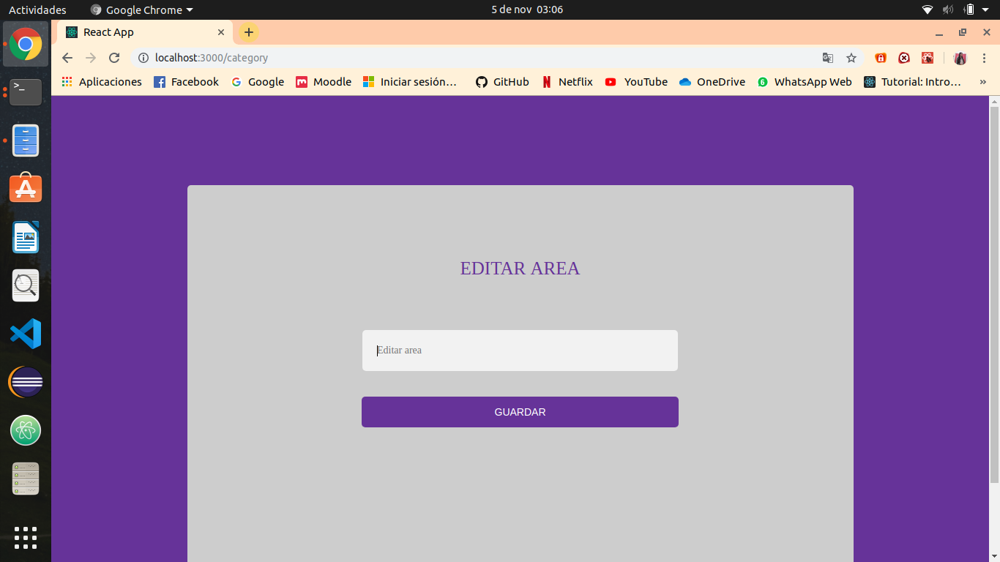 Actividades Google Chrome 5 de nov 03:06
React App
localhost:3000/category
Aplicaciones Facebook Google Moodle Iniciar sesión... GitHub Netflix YouTube OneDrive WhatsApp Web Tutorial: Intro... »
EDITAR AREA
Editar area
GUARDAR